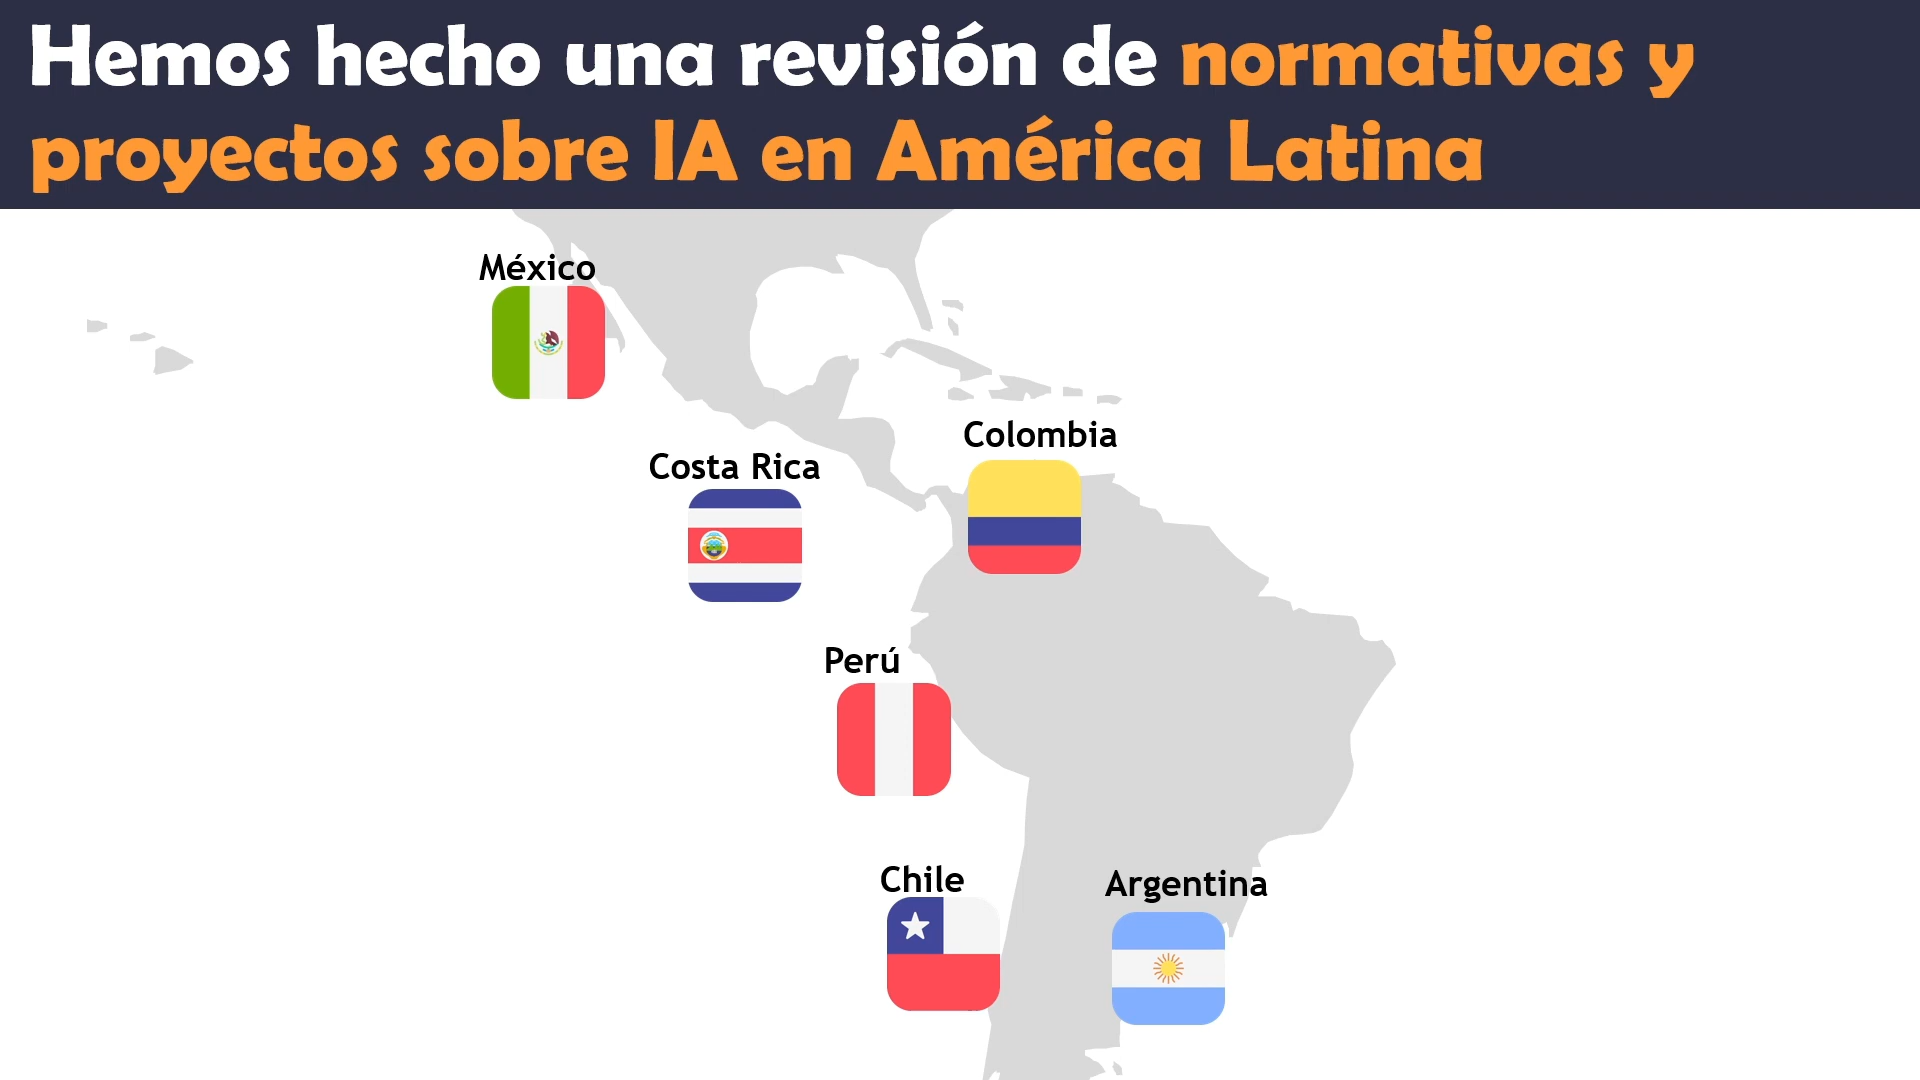 Hemos hecho una revisión de normativas y
proyectos sobre IA en América Latina
México
Colombia
Costa Rica
Perú
Chile
Argentina